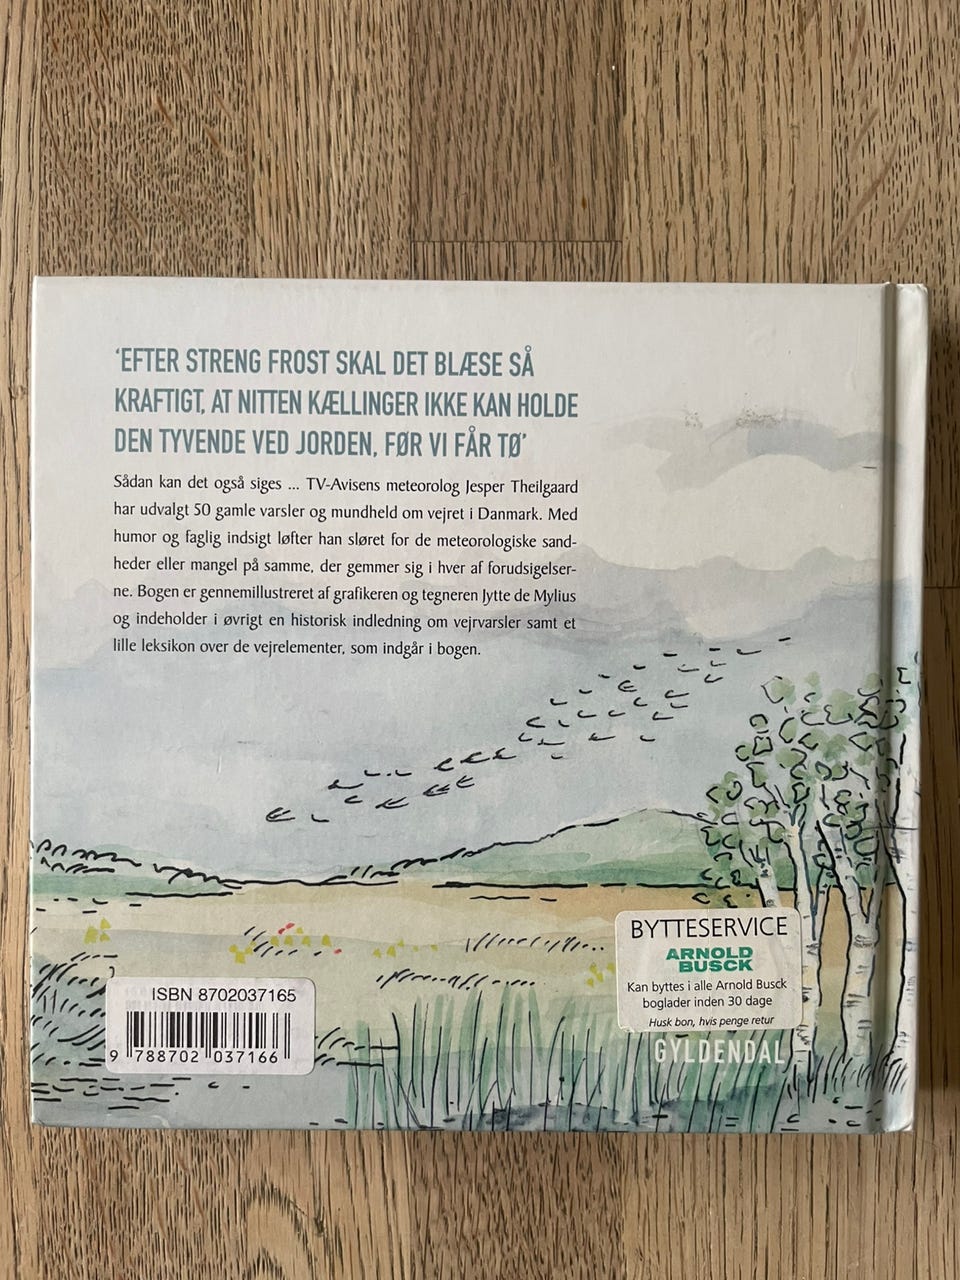 ‘EFTER STRENG FROST SKAL DET BLÆSE SÅ
KRAFTIGT, AT NITTEN KÆLLINGER IKKE KAN HOLDE
DEN TYVENDE VED JORDEN, FØR VI FÅR TØ’
Sådan kan det også siges ... TV-Avisens meteorolog Jesper Theilgaard
har udvalgt 50 gamle varsler og mundheld om vejret i Danmark. Med
humor og faglig indsigt løfter han sløret for de meteorologiske sand-
heder eller mangel på samme, der gemmer sig i hver af forudsigelser-
ne. Bogen er gennemillustreret af grafikeren og tegneren Jytte de Mylius
og indeholder i øvrigt en historisk indledning om vejrvarsler samt et
lille leksikon over de vejrelementer, som indgår i bogen.
BYTTESERVICE
ARNOLD
BUSCK
Kan byttes i alle Arnold Busck
boglader inden 30 dage
Husk bon, hvis penge retur
GYLDENDAL
ISBN 8702037165
9 788702 037166